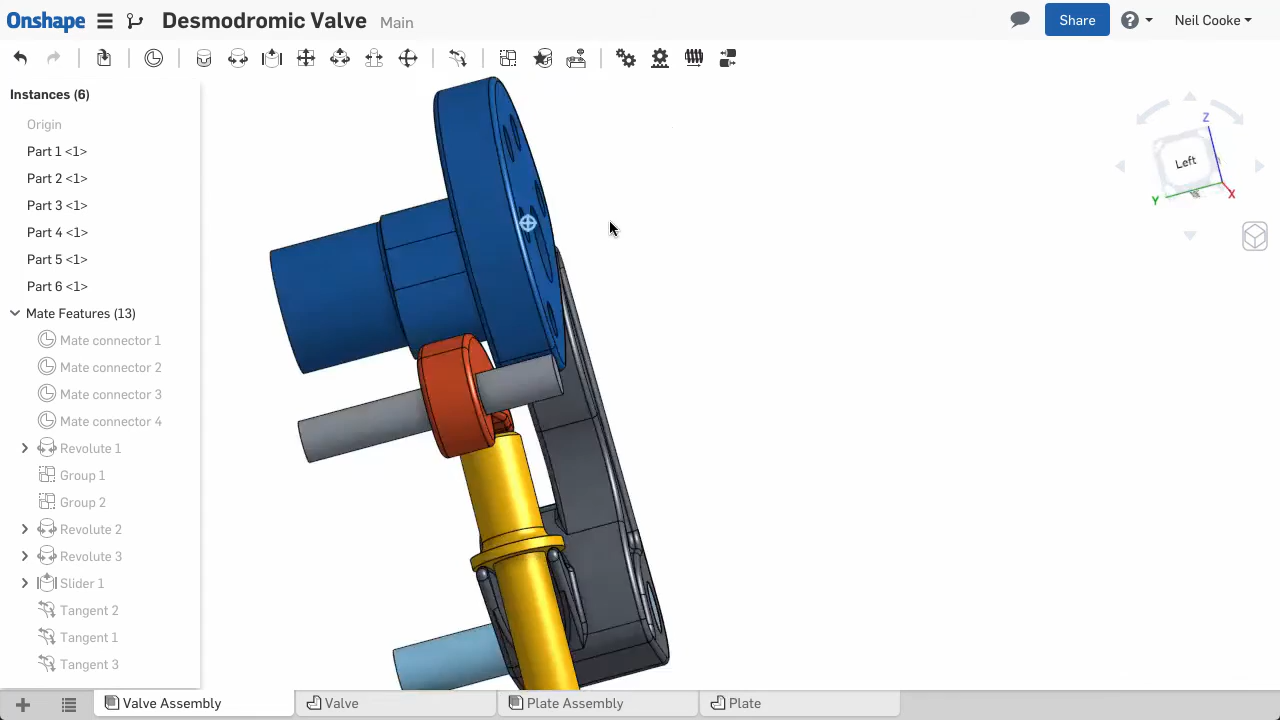 Onshape Desmodromic Valve Main Share Neil Cooke
Instances (6)
Origin
Part 1 <1>
Part 2 <1>
Part 3 <1>
Part 4 <1>
Part 5 <1>
Part 6 <1>
Mate Features (13)
Mate connector 1
Mate connector 2
Mate connector 3
Mate connector 4
Revolute 1
Group 1
Group 2
Revolute 2
Revolute 3
Slider 1
Tangent 2
Tangent 1
Tangent 3
Z
Left
Y X
Valve Assembly Valve Plate Assembly Plate